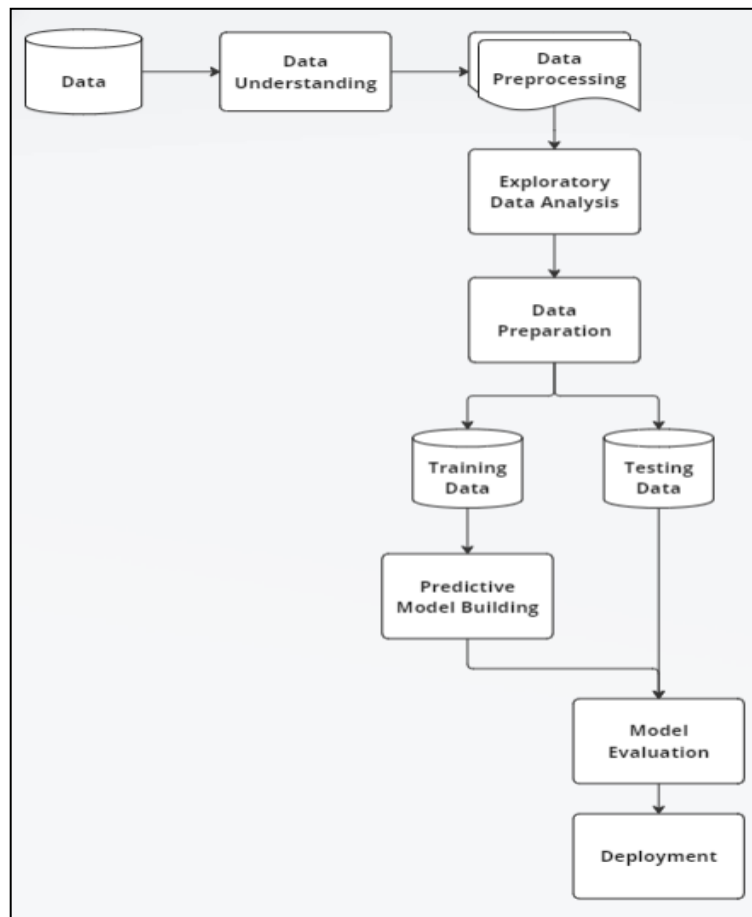 Data
Data
Understanding
Data
Preprocessing
Exploratory
Data Analysis
Data
Preparation
Training
Data
Testing
Data
Predictive
Model Building
Model
Evaluation
Deployment